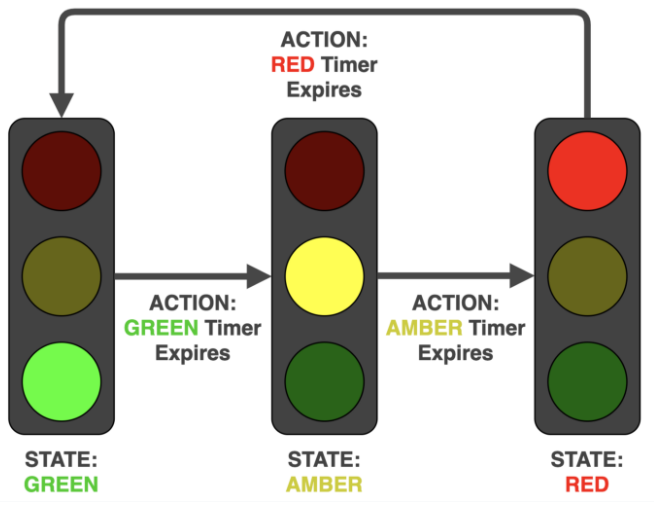 ACTION:
RED Timer
Expires
ACTION:
GREEN Timer
Expires
ACTION:
AMBER Timer
Expires
STATE:
GREEN
STATE:
AMBER
STATE:
RED